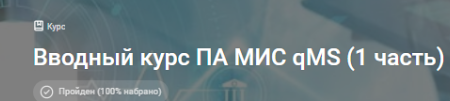 Курс
Вводный курс ПА МИС qMS (1 часть)
Пройден (100% набрано)